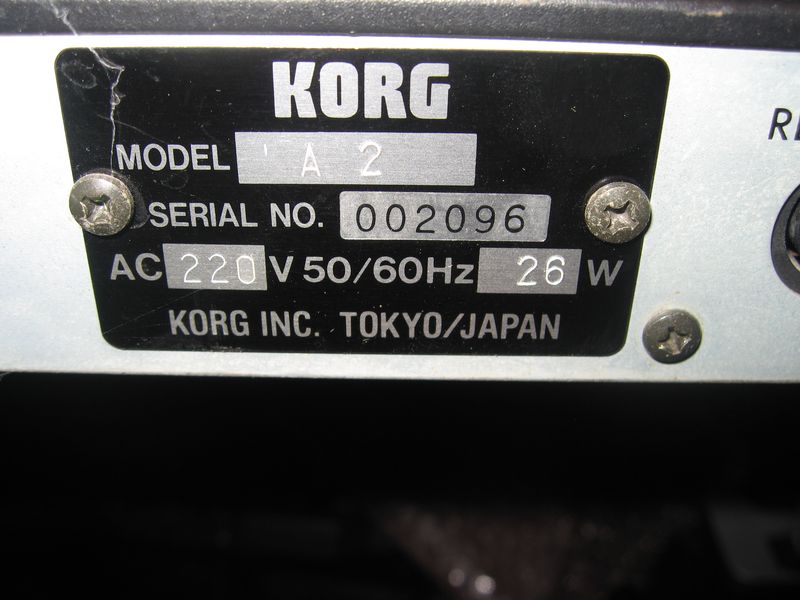 KORG
MODEL A 2
SERIAL NO. 002096
AC 220 V 50/60Hz 26 W
KORG INC. TOKYO/JAPAN